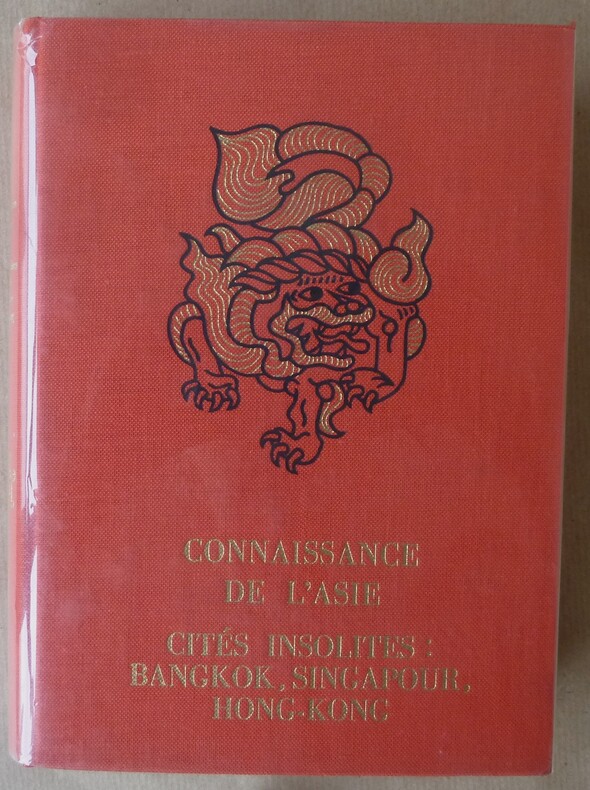 CONNAISSANCE
DE L'ASIE
CITÉS INSOLITES :
BANGKOK, SINGAPOUR,
HONG-KONG